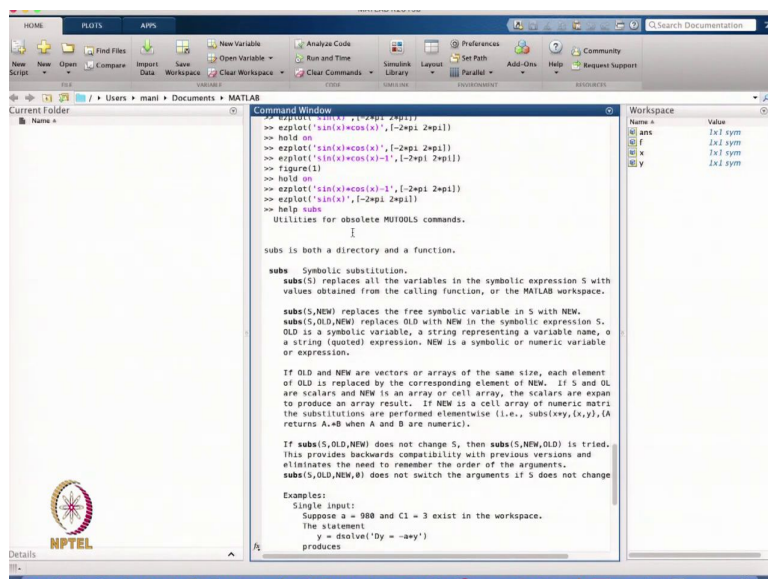 HOME PLOTS APPS
Search Documentation
New Script
New
Open
Find Files
Compare
Import Data
Save Workspace
New Variable
Open Variable
Clear Workspace
Analyze Code
Run and Time
Clear Commands
Simulink Library
Layout
Preferences
Set Path
Parallel
Add-Ons
Help
Community
Request Support
FILE VARIABLE CODE SIMULINK ENVIRONMENT RESOURCES
/ Users mani Documents MATLAB
Current Folder
Name
Command Window
>> ezplot('sin(x)',[-2*pi 2*pi])
>> ezplot('sin(x)*cos(x)',[-2*pi 2*pi])
>> hold on
>> ezplot('sin(x)*cos(x)',[-2*pi 2*pi])
>> ezplot('sin(x)*cos(x)-1',[-2*pi 2*pi])
>> figure(1)
>> hold on
>> ezplot('sin(x)*cos(x)-1',[-2*pi 2*pi])
>> ezplot('sin(x)',[-2*pi 2*pi])
>> help subs
Utilities for obsolete MUTOOLS commands.
subs is both a directory and a function.
subs Symbolic substitution.
subs(S) replaces all the variables in the symbolic expression S with
values obtained from the calling function, or the MATLAB workspace.
subs(S,NEW) replaces the free symbolic variable in S with NEW.
subs(S,OLD,NEW) replaces OLD with NEW in the symbolic expression S.
OLD is a symbolic variable, a string representing a variable name, o
a string (quoted) expression. NEW is a symbolic or numeric variable
or expression.
If OLD and NEW are vectors or arrays of the same size, each element
of OLD is replaced by the corresponding element of NEW. If S and OL
are scalars and NEW is an array or cell array, the scalars are expan
to produce an array result. If NEW is a cell array of numeric matri
the substitutions are performed elementwise (i.e., subs(x*y,{x,y},{A
returns A.*B when A and B are numeric).
If subs(S,OLD,NEW) does not change S, then subs(S,NEW,OLD) is tried.
This provides backwards compatibility with previous versions and
eliminates the need to remember the order of the arguments.
subs(S,OLD,NEW,0) does not switch the arguments if S does not change
Examples:
Single input:
Suppose a = 980 and C1 = 3 exist in the workspace.
The statement
y = dsolve('Dy = -a*y')
produces
fx
Workspace
Name Value
ans 1x1 sym
f 1x1 sym
x 1x1 sym
y 1x1 sym
NPTEL
Details